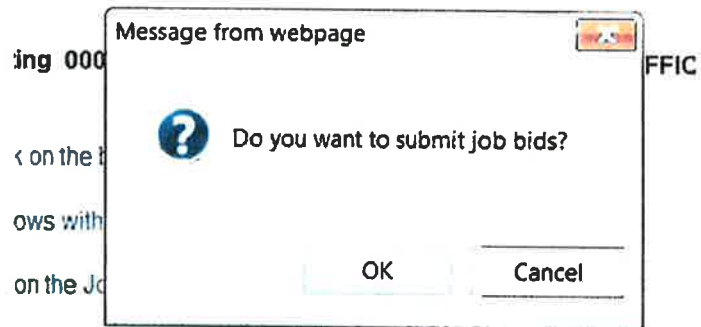 Message from webpage
ing 000
FFIC
Do you want to submit job bids?
on the
ows with
OK
Cancel
on the Jo